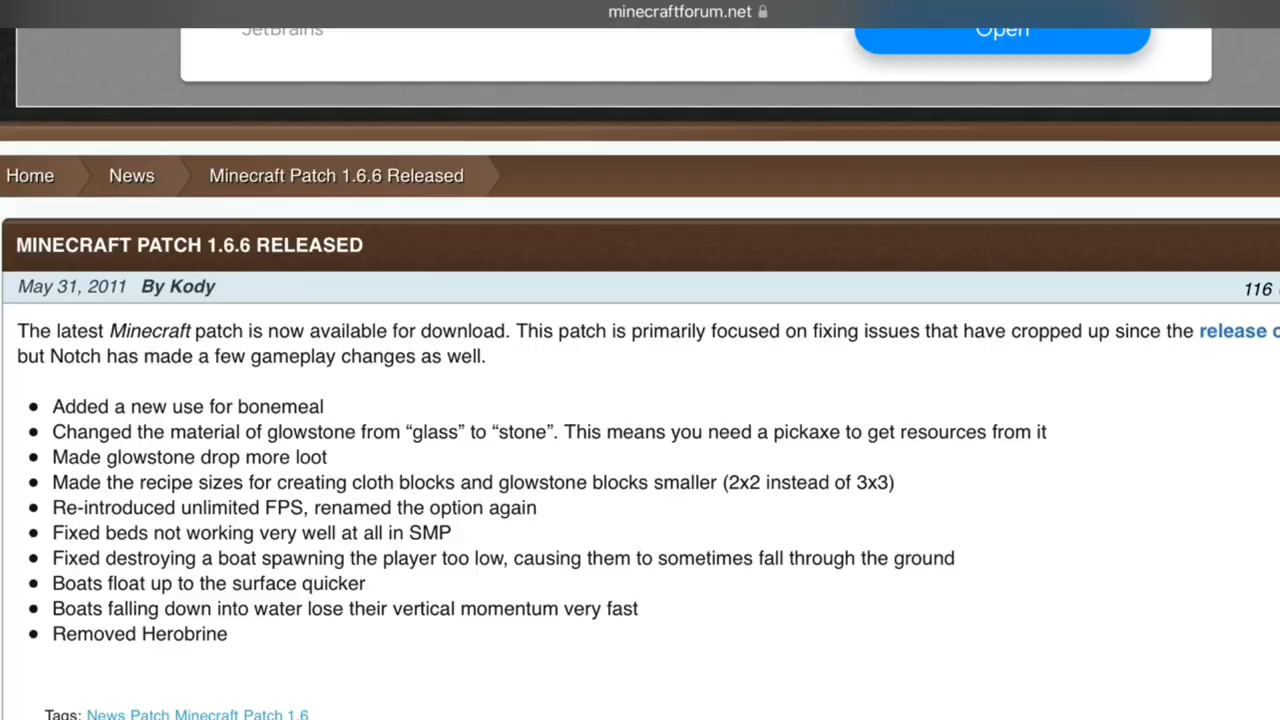 minecraftforum.net
JetBrains
Open
Home News Minecraft Patch 1.6.6 Released
MINECRAFT PATCH 1.6.6 RELEASED
May 31, 2011 By Kody 116
The latest Minecraft patch is now available for download. This patch is primarily focused on fixing issues that have cropped up since the release
but Notch has made a few gameplay changes as well.
• Added a new use for bonemeal
• Changed the material of glowstone from “glass” to “stone”. This means you need a pickaxe to get resources from it
• Made glowstone drop more loot
• Made the recipe sizes for creating cloth blocks and glowstone blocks smaller (2x2 instead of 3x3)
• Re-introduced unlimited FPS, renamed the option again
• Fixed beds not working very well at all in SMP
• Fixed destroying a boat spawning the player too low, causing them to sometimes fall through the ground
• Boats float up to the surface quicker
• Boats falling down into water lose their vertical momentum very fast
• Removed Herobrine
Tags: News Patch Minecraft Patch 1.6